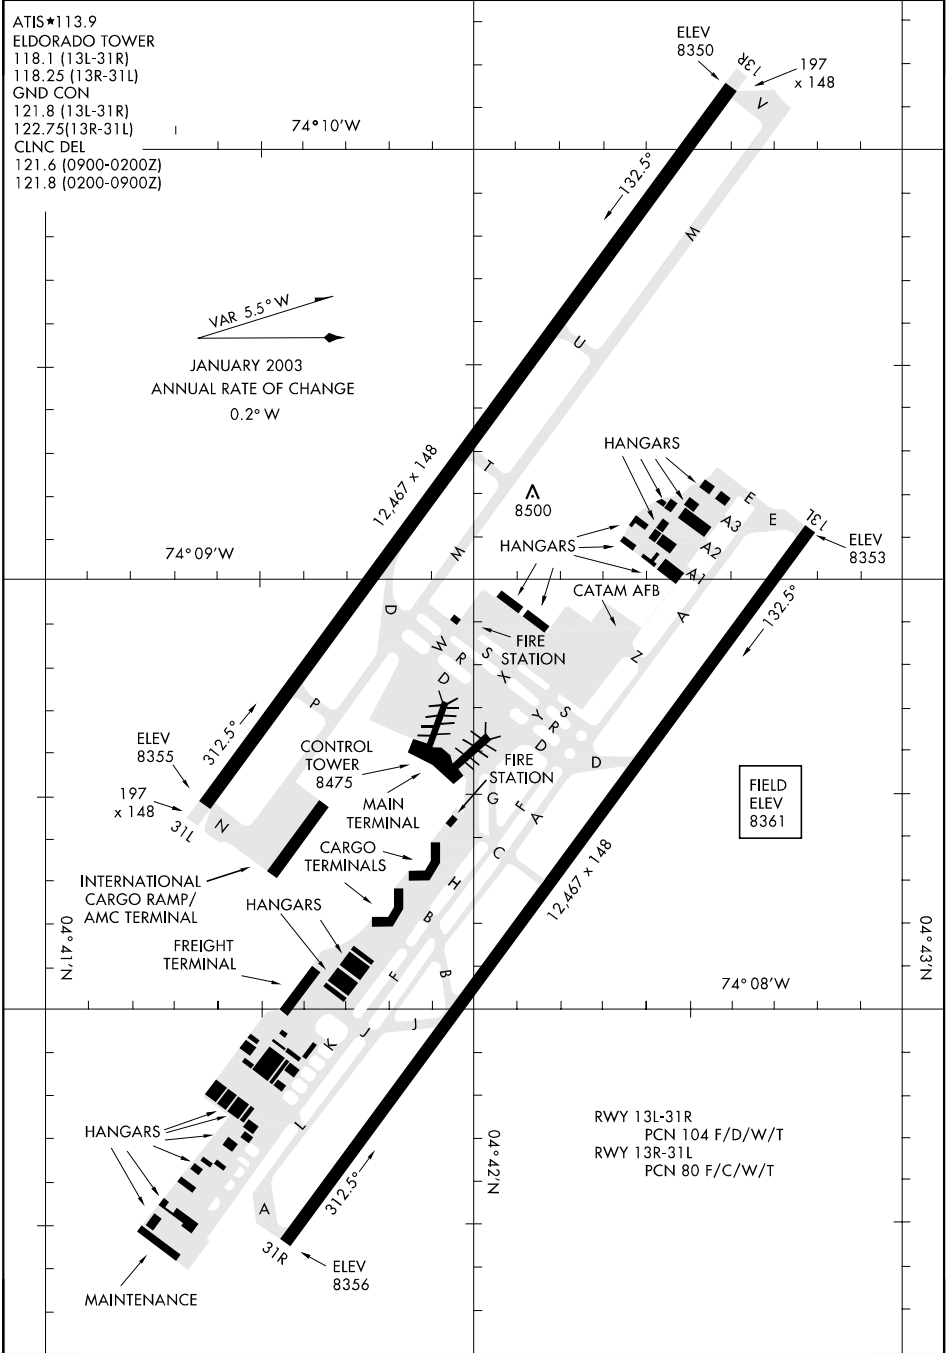 ATIS★113.9
ELDORADO TOWER
118.1 (13L-31R)
118.25 (13R-31L)
GND CON
121.8 (13L-31R)
122.75(13R-31L)
CLNC DEL
121.6 (0900-0200Z)
121.8 (0200-0900Z)
74°10'W
ELEV
8350
13R
197
x 148
V
132.5°
M
VAR 5.5° W
JANUARY 2003
ANNUAL RATE OF CHANGE
0.2° W
U
HANGARS
12,467 x 148
T
8500
E
A3
E
13L
ELEV
8353
HANGARS
A2
A1
74°09'W
M
CATAM AFB
D
A
132.5°
W
R
S
FIRE
STATION
Z
D
X
P
312.5°
ELEV
8355
Y
S
R
D
D
CONTROL
TOWER
8475
FIRE
STATION
197
x 148
MAIN
TERMINAL
G
F
A
FIELD
ELEV
8361
31L
N
CARGO
TERMINALS
C
12,467 x 148
INTERNATIONAL
CARGO RAMP/
AMC TERMINAL
H
HANGARS
B
04°41'N
04°43'N
FREIGHT
TERMINAL
F
B
74°08'W
K
J
J
L
HANGARS
RWY 13L-31R
PCN 104 F/D/W/T
RWY 13R-31L
PCN 80 F/C/W/T
04°42'N
312.5°
A
31R
ELEV
8356
MAINTENANCE